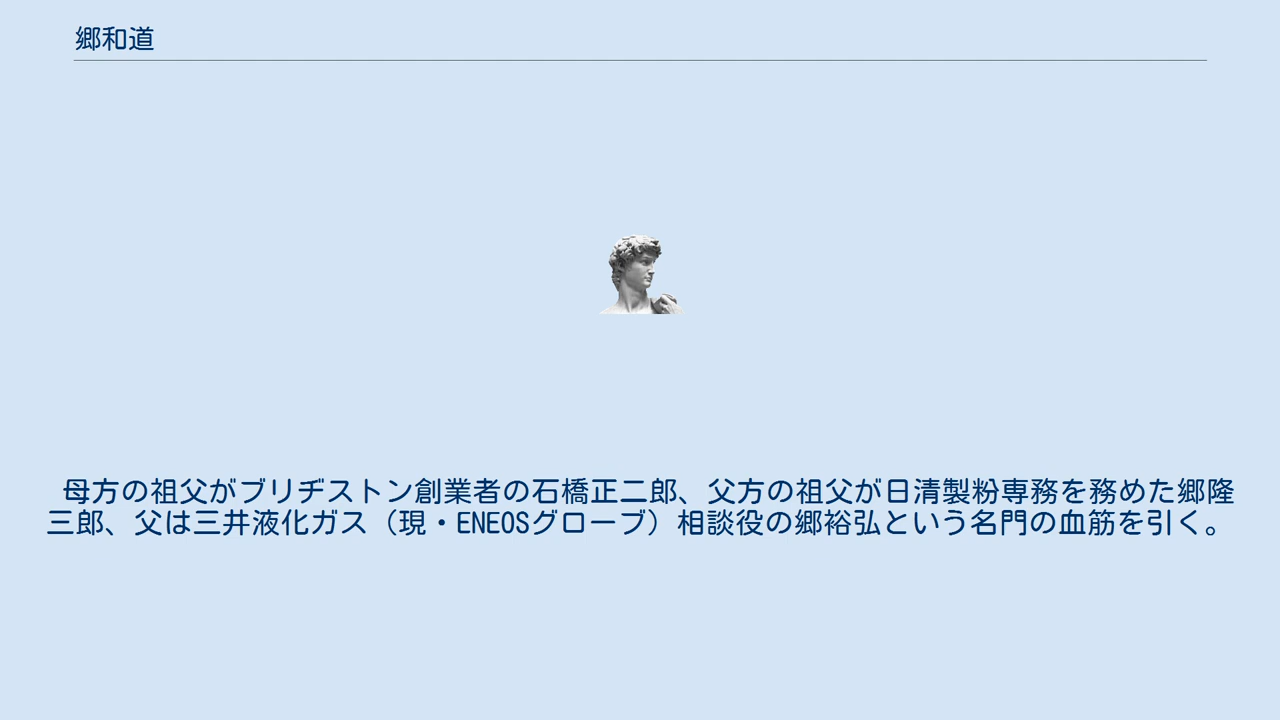 郷和道
母方の祖父がブリヂストン創業者の石橋正二郎、父方の祖父が日清製粉専務を務めた郷隆
三郎、父は三井液化ガス（現・ENEOSグローブ）相談役の郷裕弘という名門の血筋を引く。